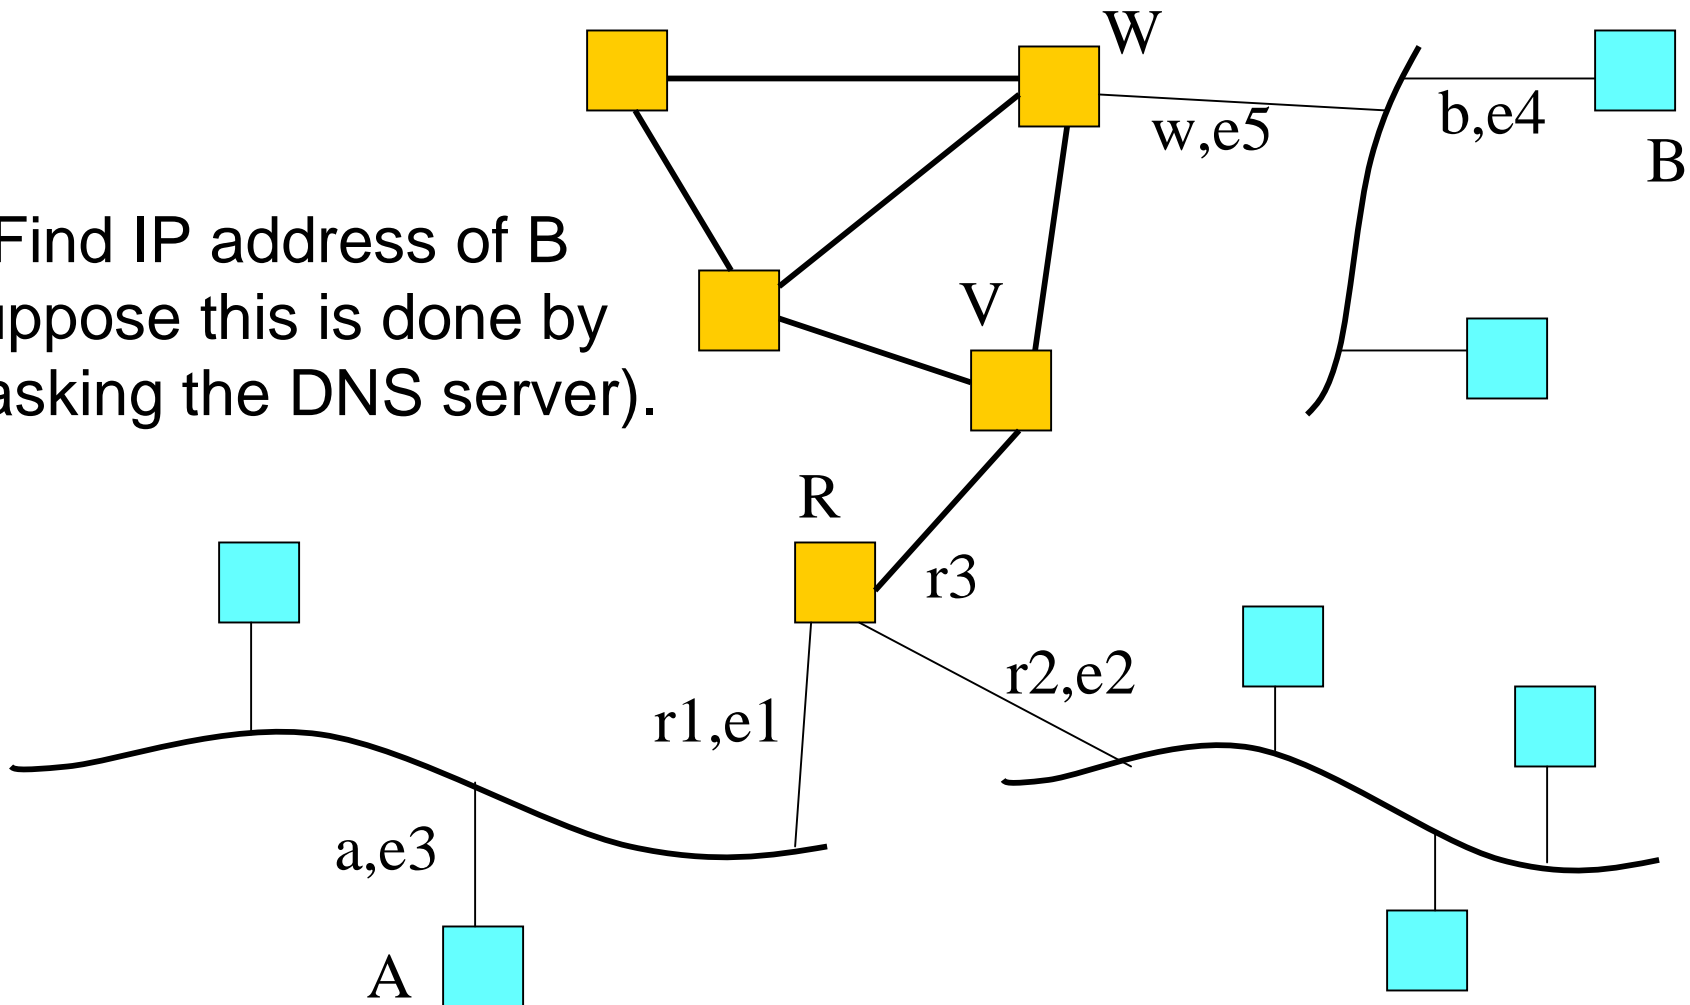 W
w,e5
b,e4
B
Find IP address of B
ppose this is done by
asking the DNS server).
V
R
r3
r2,e2
r1,e1
a,e3
A